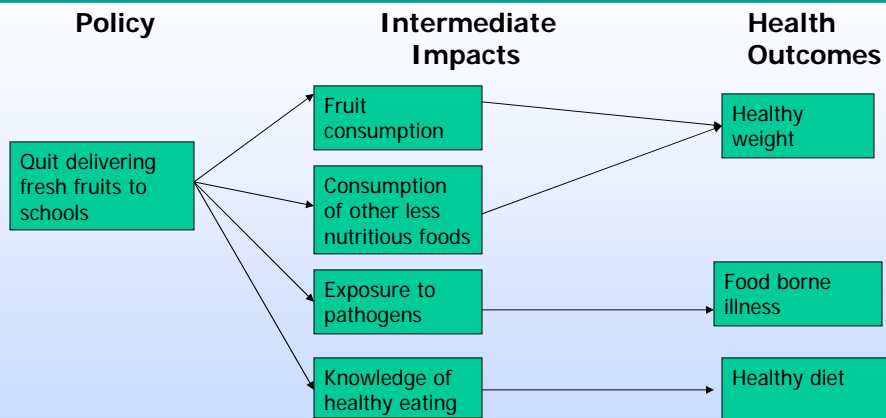 Policy
Intermediate
Impacts
Health
Outcomes
Quit delivering
fresh fruits to
schools
Fruit
consumption
Consumption
of other less
nutritious foods
Exposure to
pathogens
Knowledge of
healthy eating
Healthy
weight
Food borne
illness
Healthy diet